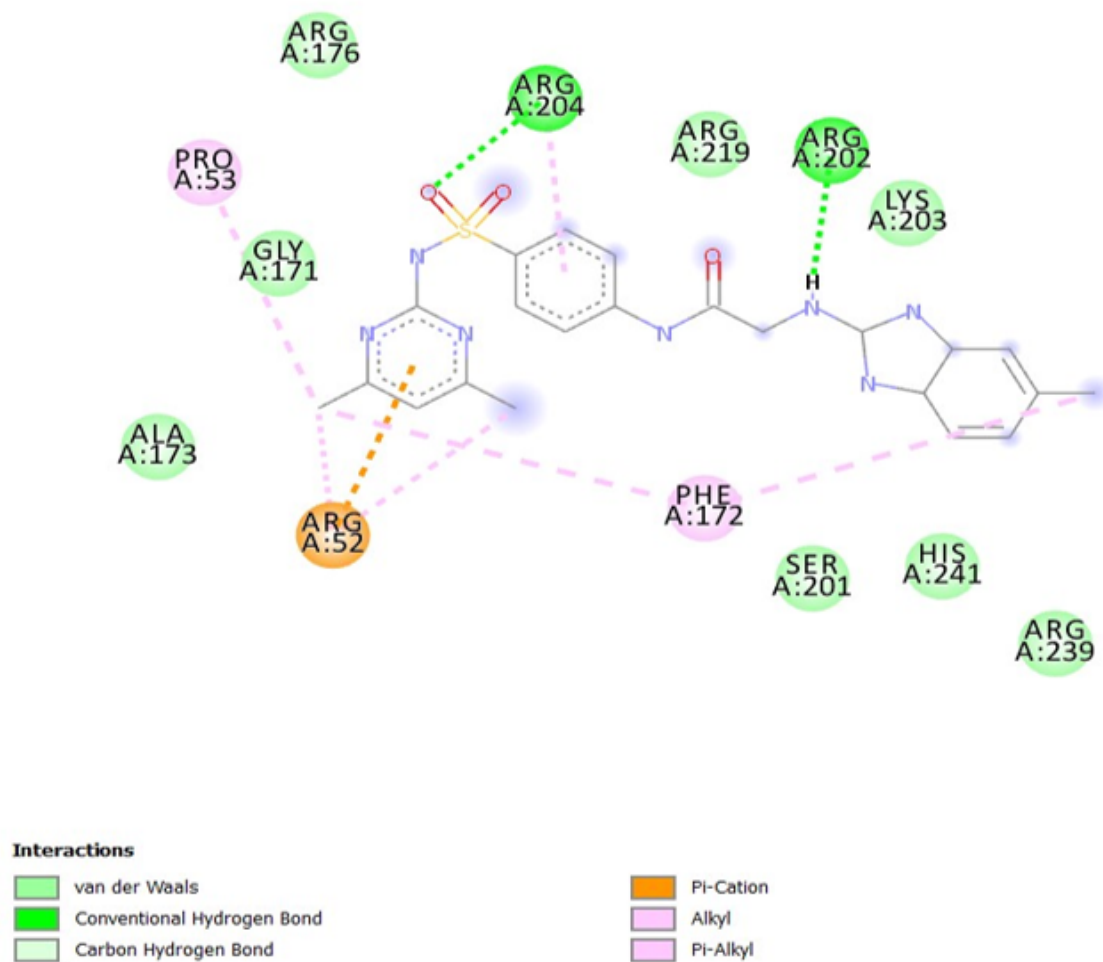 ARG
A:176
ARG
A:204
ARG
A:219
ARG
A:202
PRO
A:53
LYS
A:203
GLY
A:171
O
O
S
N
O
H
N
N
N
N
N
N
ALA
A:173
ARG
A:52
PHE
A:172
SER
A:201
HIS
A:241
ARG
A:239
Interactions
van der Waals
Conventional Hydrogen Bond
Carbon Hydrogen Bond
Pi-Cation
Alkyl
Pi-Alkyl